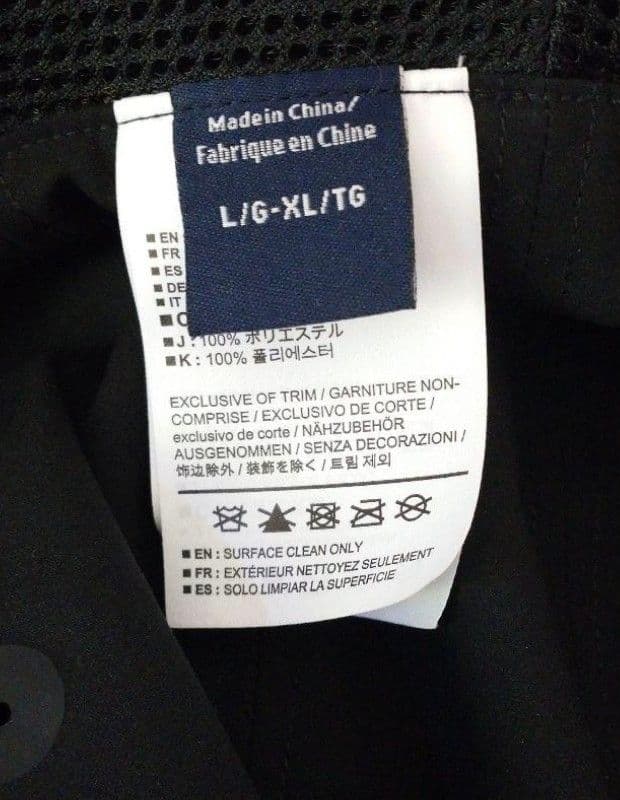 Made in China/
Fabrique en Chine
L/G-XL/TG
■ EN
■ FR
■ ES
■ DE
■ IT
■ C
■ J : 100% ポリエステル
■ K : 100% 폴리에스터
EXCLUSIVE OF TRIM / GARNITURE NON-
COMPRISE / EXCLUSIVO DE CORTE /
exclusivo de corte / NÄHZUBEHÖR
AUSGENOMMEN / SENZA DECORAZIONI /
饰边除外 / 装飾を除く / 트림 제외
■ EN : SURFACE CLEAN ONLY
■ FR : EXTÉRIEUR NETTOYEZ SEULEMENT
■ ES : SOLO LIMPIAR LA SUPERFICIE